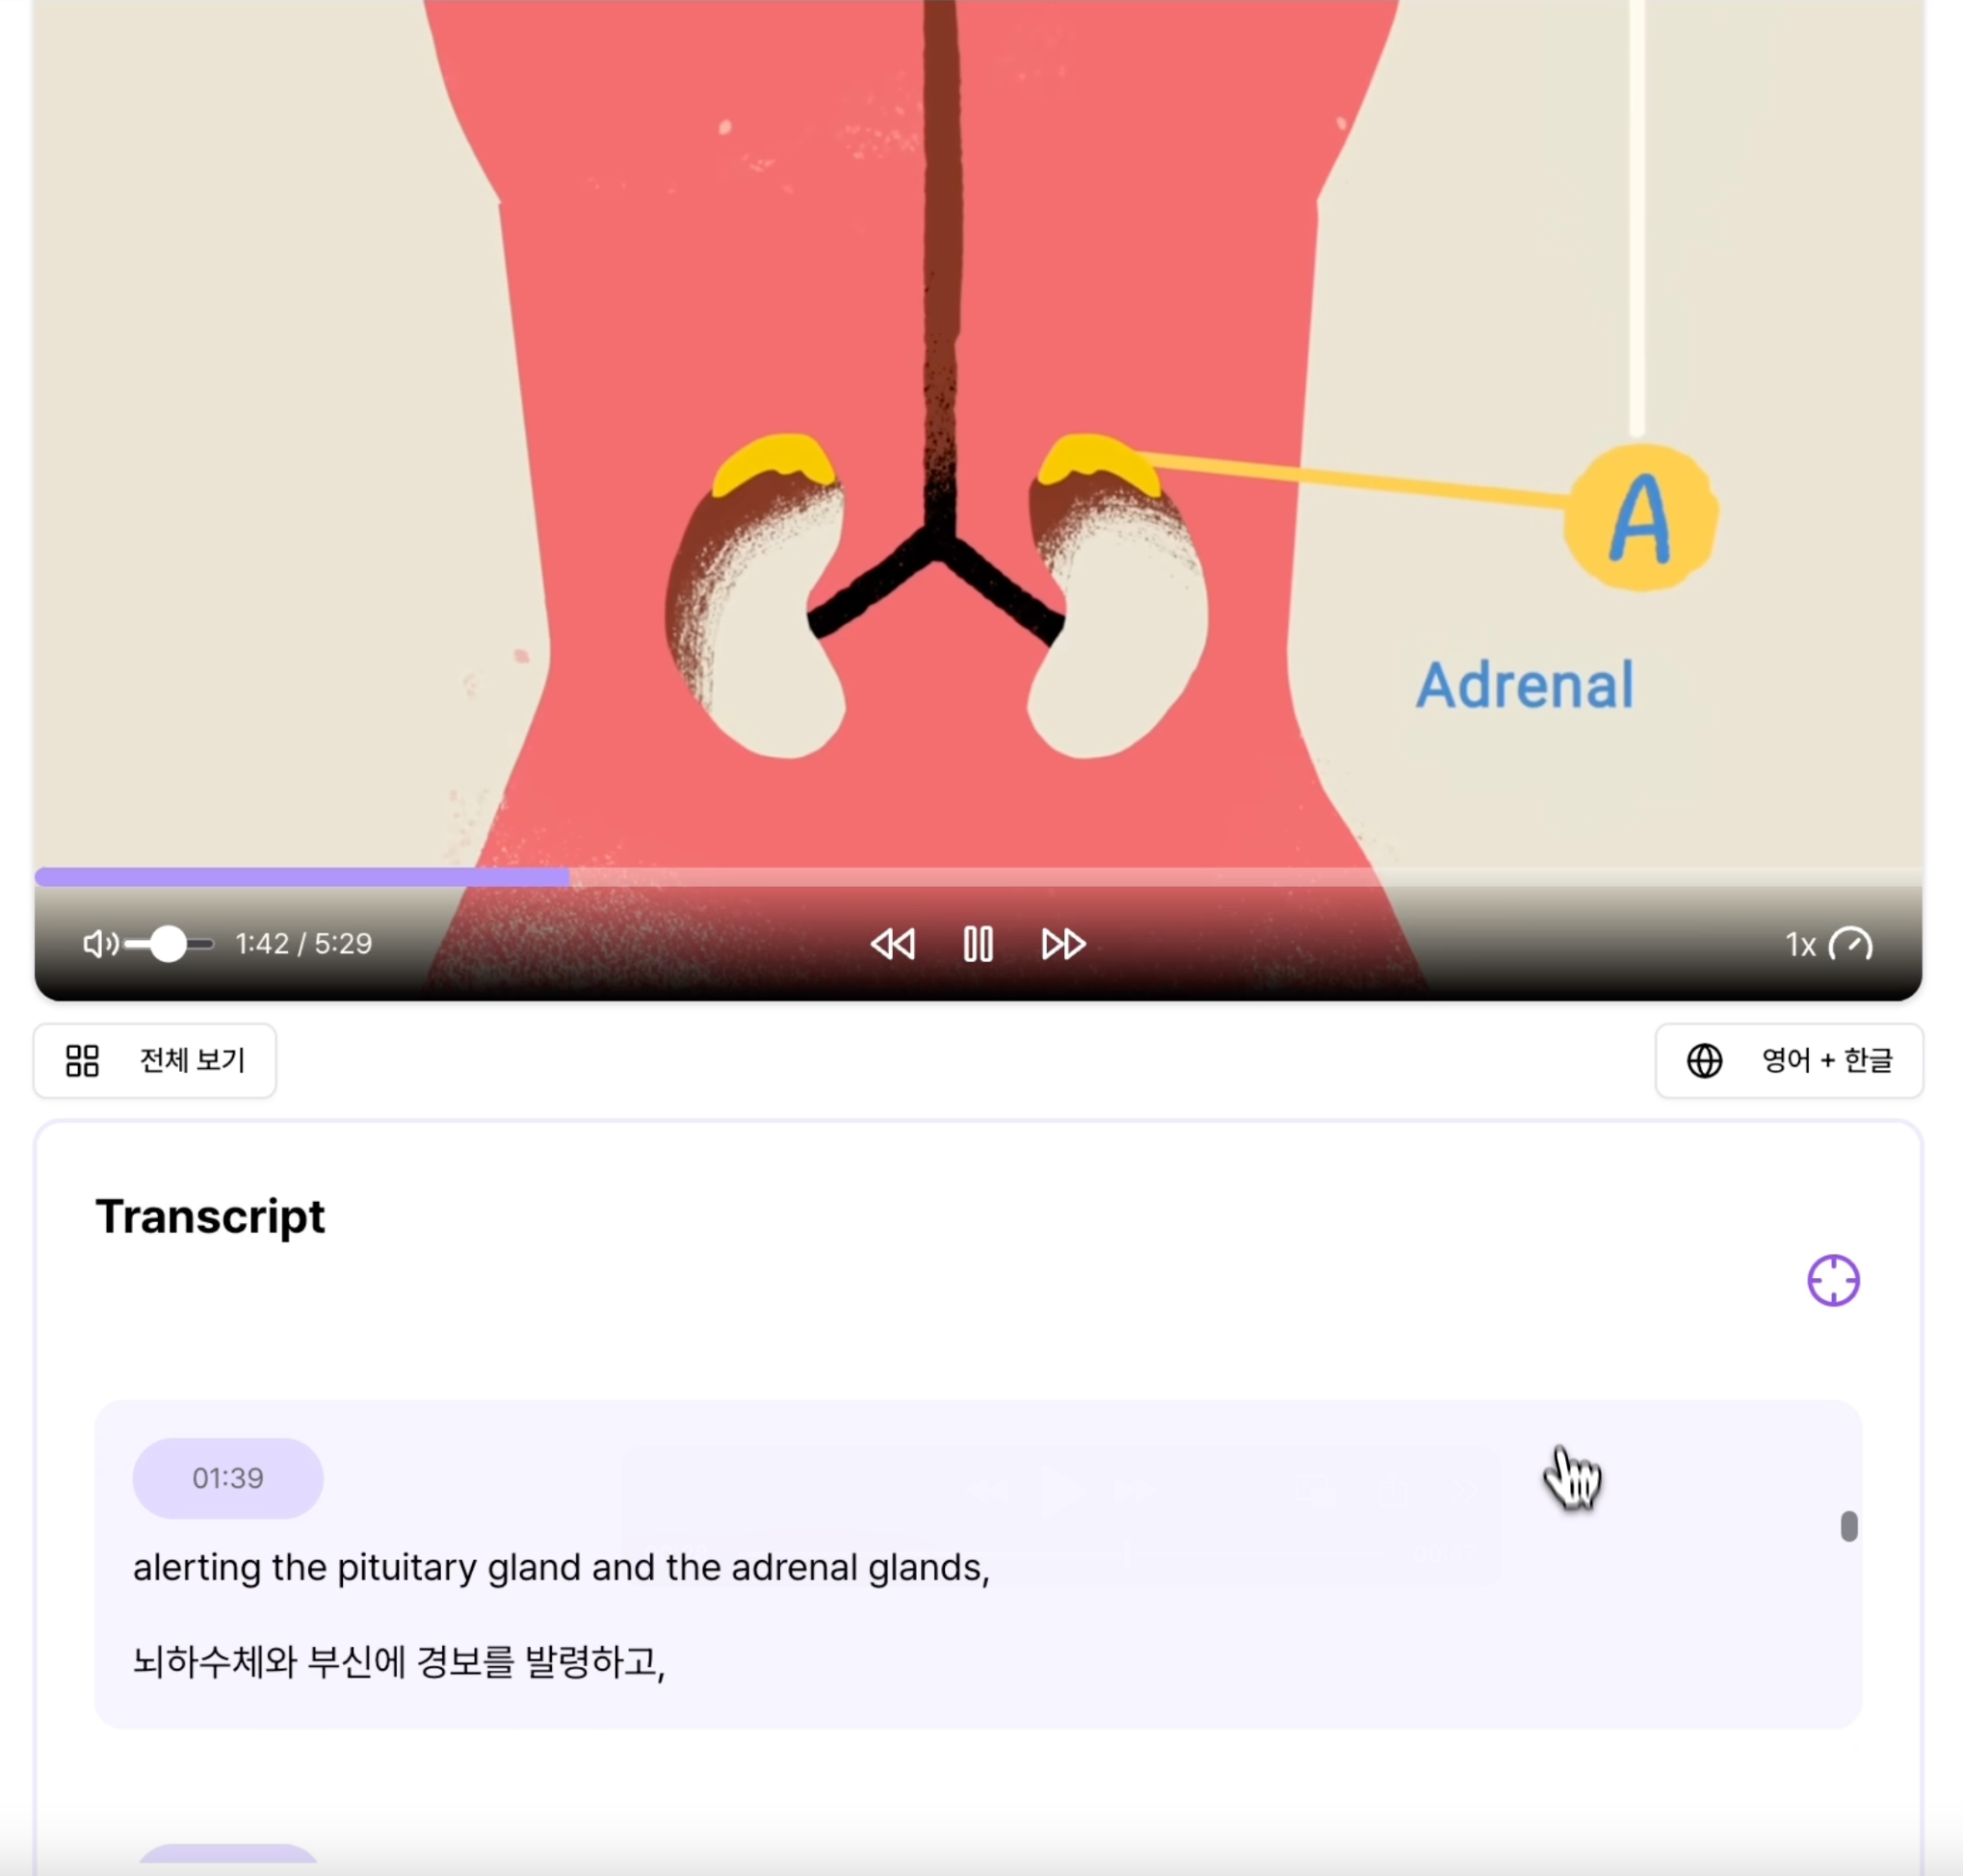 A
Adrenal
1:42 / 5:29
1x
전체 보기
영어 + 한글
Transcript
01:39
alerting the pituitary gland and the adrenal glands,
뇌하수체와 부신에 경보를 발령하고,